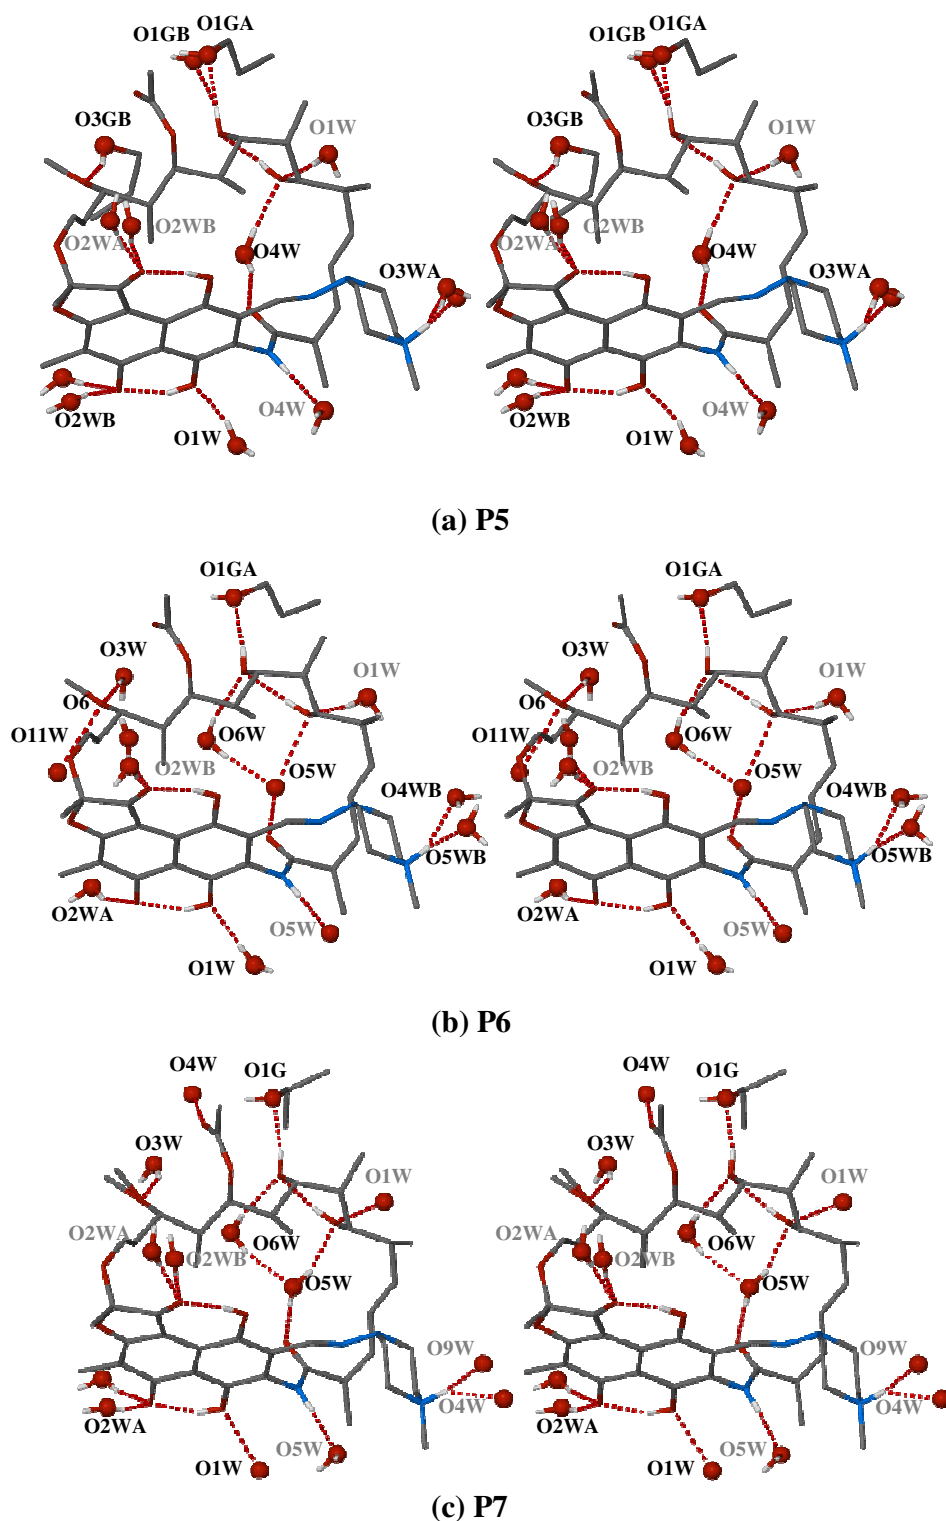 O1GB O1GA O1GB O1GA
O3GB O1W O3GB O1W
O2WA O2WB O4W O2WA O2WB O4W O3WA
O2WB O4W O2WB O4W
O1W O1W
(a) P5
O1GA O1GA
O3W O1W O3W O1W
O6 O6
O11W O6W O11W O6W
O2WB O5W O2WB O5W
O4WB O4WB
O5WB O5WB
O2WA O5W O2WA O5W
O1W O1W
(b) P6
O4W O1G O4W O1G
O3W O1W O3W O1W
O2WA O2WB O6W O2WA O2WB O6W
O5W O5W
O9W O9W
O4W O4W
O2WA O5W O2WA O5W
O1W O1W
(c) P7